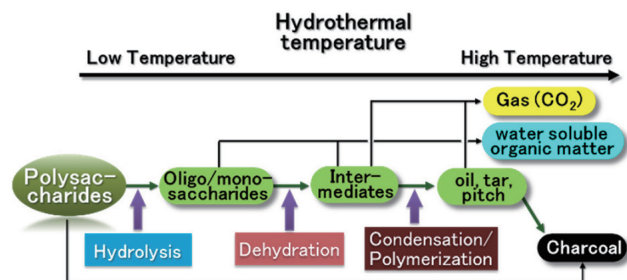 Hydrothermal
temperature
Low Temperature
High Temperature
Gas (CO₂)
water soluble
organic matter
Polysac-
charides
Oligo/mono-
saccharides
Inter-
mediates
oil, tar,
pitch
Hydrolysis
Dehydration
Condensation/
Polymerization
Charcoal